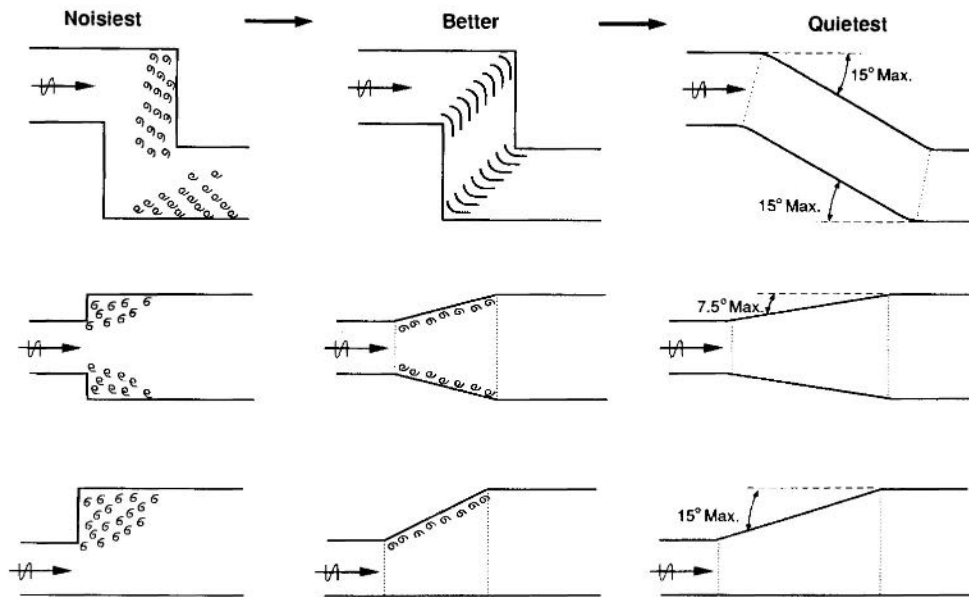 Noisiest
Better
Quietest
15° Max.
15° Max.
7.5° Max.
15° Max.